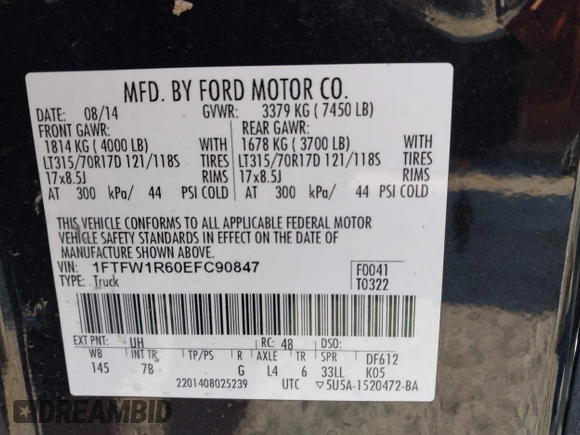 MFD. BY FORD MOTOR CO.
DATE: 08/14 GVWR: 3379 KG ( 7450 LB)
FRONT GAWR: REAR GAWR:
1814 KG ( 4000 LB) WITH 1678 KG ( 3700 LB) WITH
LT315/70R17D 121/118S TIRES LT315/70R17D 121/118S TIRES
17x8.5J RIMS 17x8.5J RIMS
AT 300 kPa/ 44 PSI COLD AT 300 kPa/ 44 PSI COLD
THIS VEHICLE CONFORMS TO ALL APPLICABLE FEDERAL MOTOR
VEHICLE SAFETY STANDARDS IN EFFECT ON THE DATE OF
MANUFACTURE SHOWN ABOVE.
VIN: 1FTFW1R60EFC90847 F0041
TYPE: Truck T0322
EXT PNT: UH RC: 48 DSO:
WB INT TR TP/PS R AXLE TR SPR DF612
145 7B G L4 6 33LL K05
2201408025239 UTC ▽5U5A-1520472-BA
DREAMBID